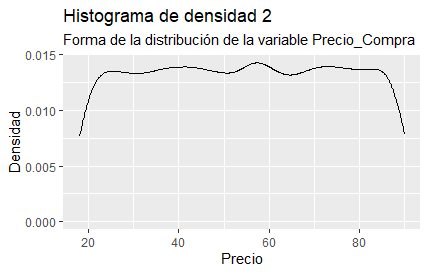 Histograma de densidad 2
Forma de la distribución de la variable Precio_Compra
0.015
0.010
0.005
0.000
Densidad
20 40 60 80
Precio